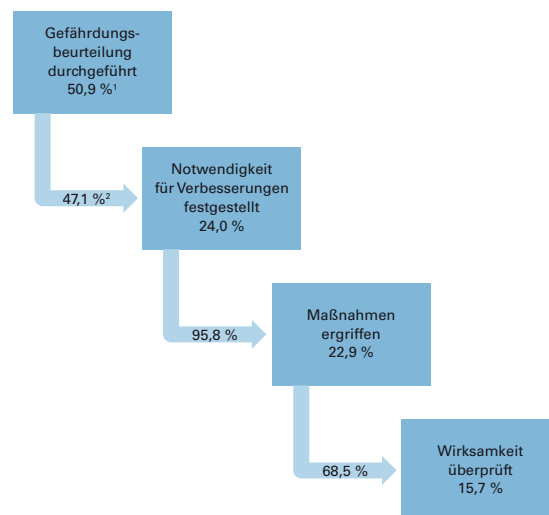 Gefährdungs-
beurteilung
durchgeführt
50,9 %¹
47,1 %²
Notwendigkeit
für Verbesserungen
festgestellt
24,0 %
95,8 %
Maßnahmen
ergriffen
22,9 %
68,5 %
Wirksamkeit
überprüft
15,7 %